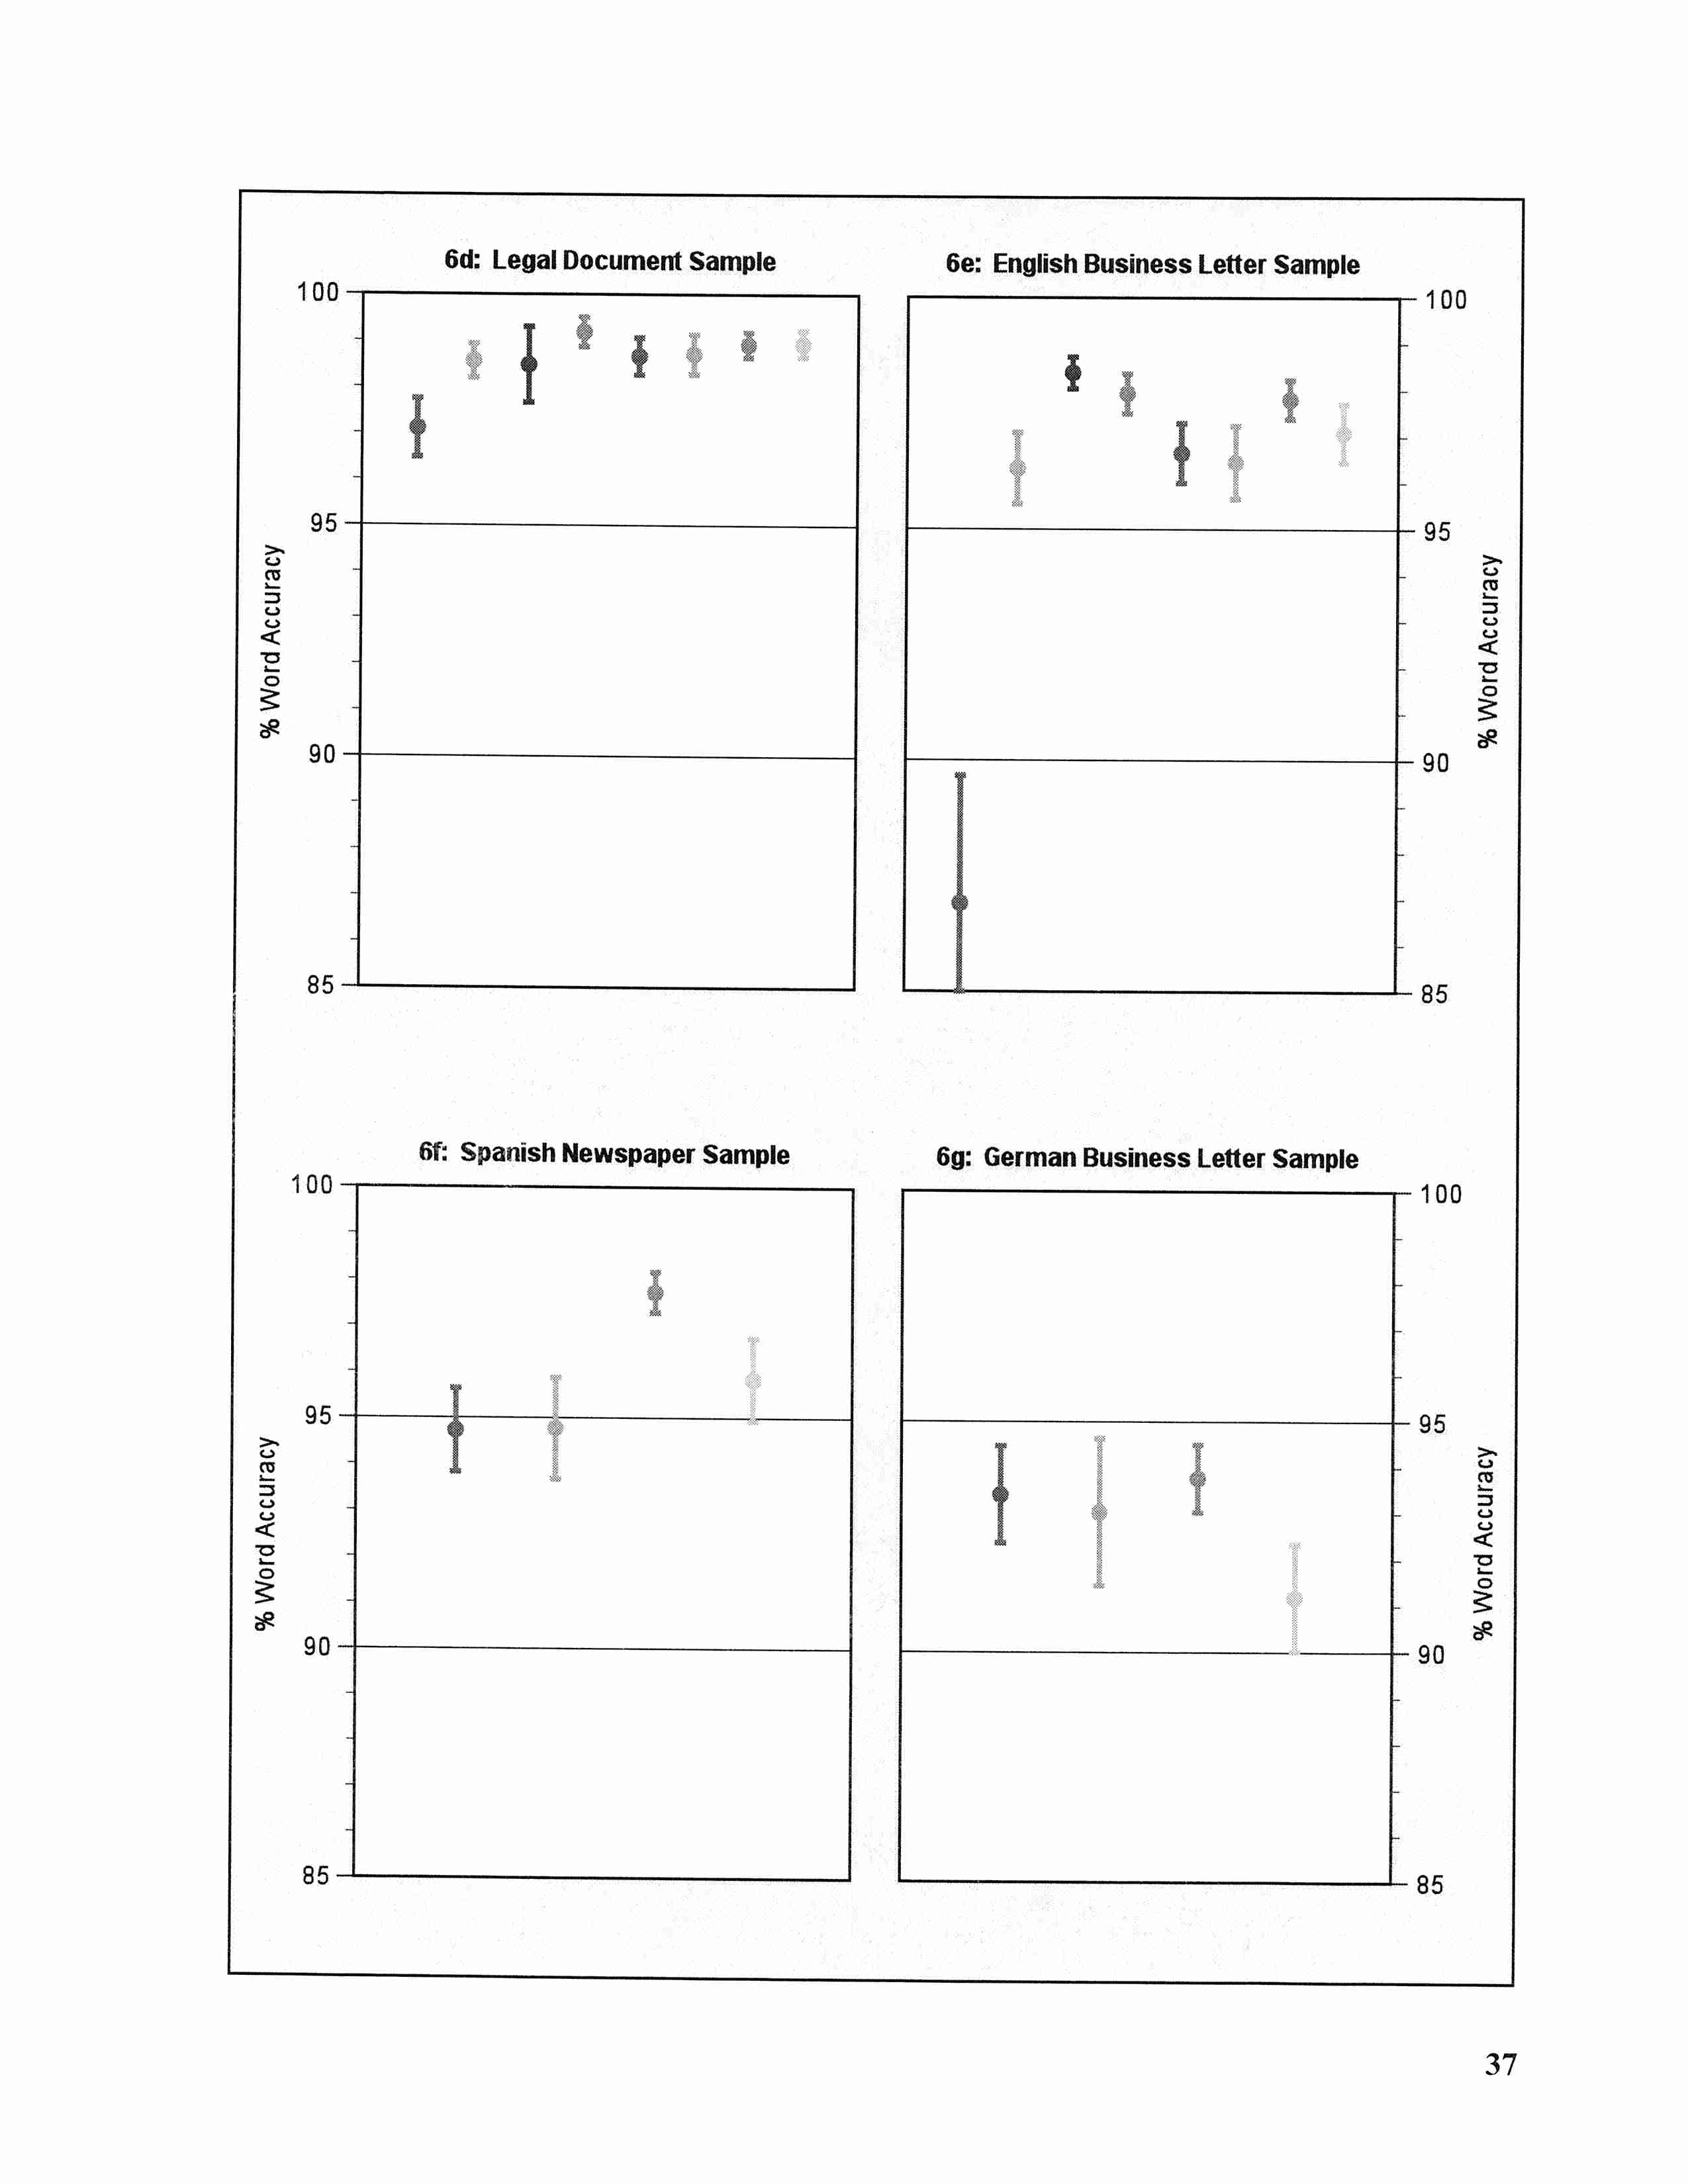 6d: Legal Document Sample
6e: English Business Letter Sample
100
95
90
85
% Word Accuracy
100
95
90
85
% Word Accuracy
6f: Spanish Newspaper Sample
6g: German Business Letter Sample
100
95
90
85
% Word Accuracy
100
95
90
85
% Word Accuracy
37